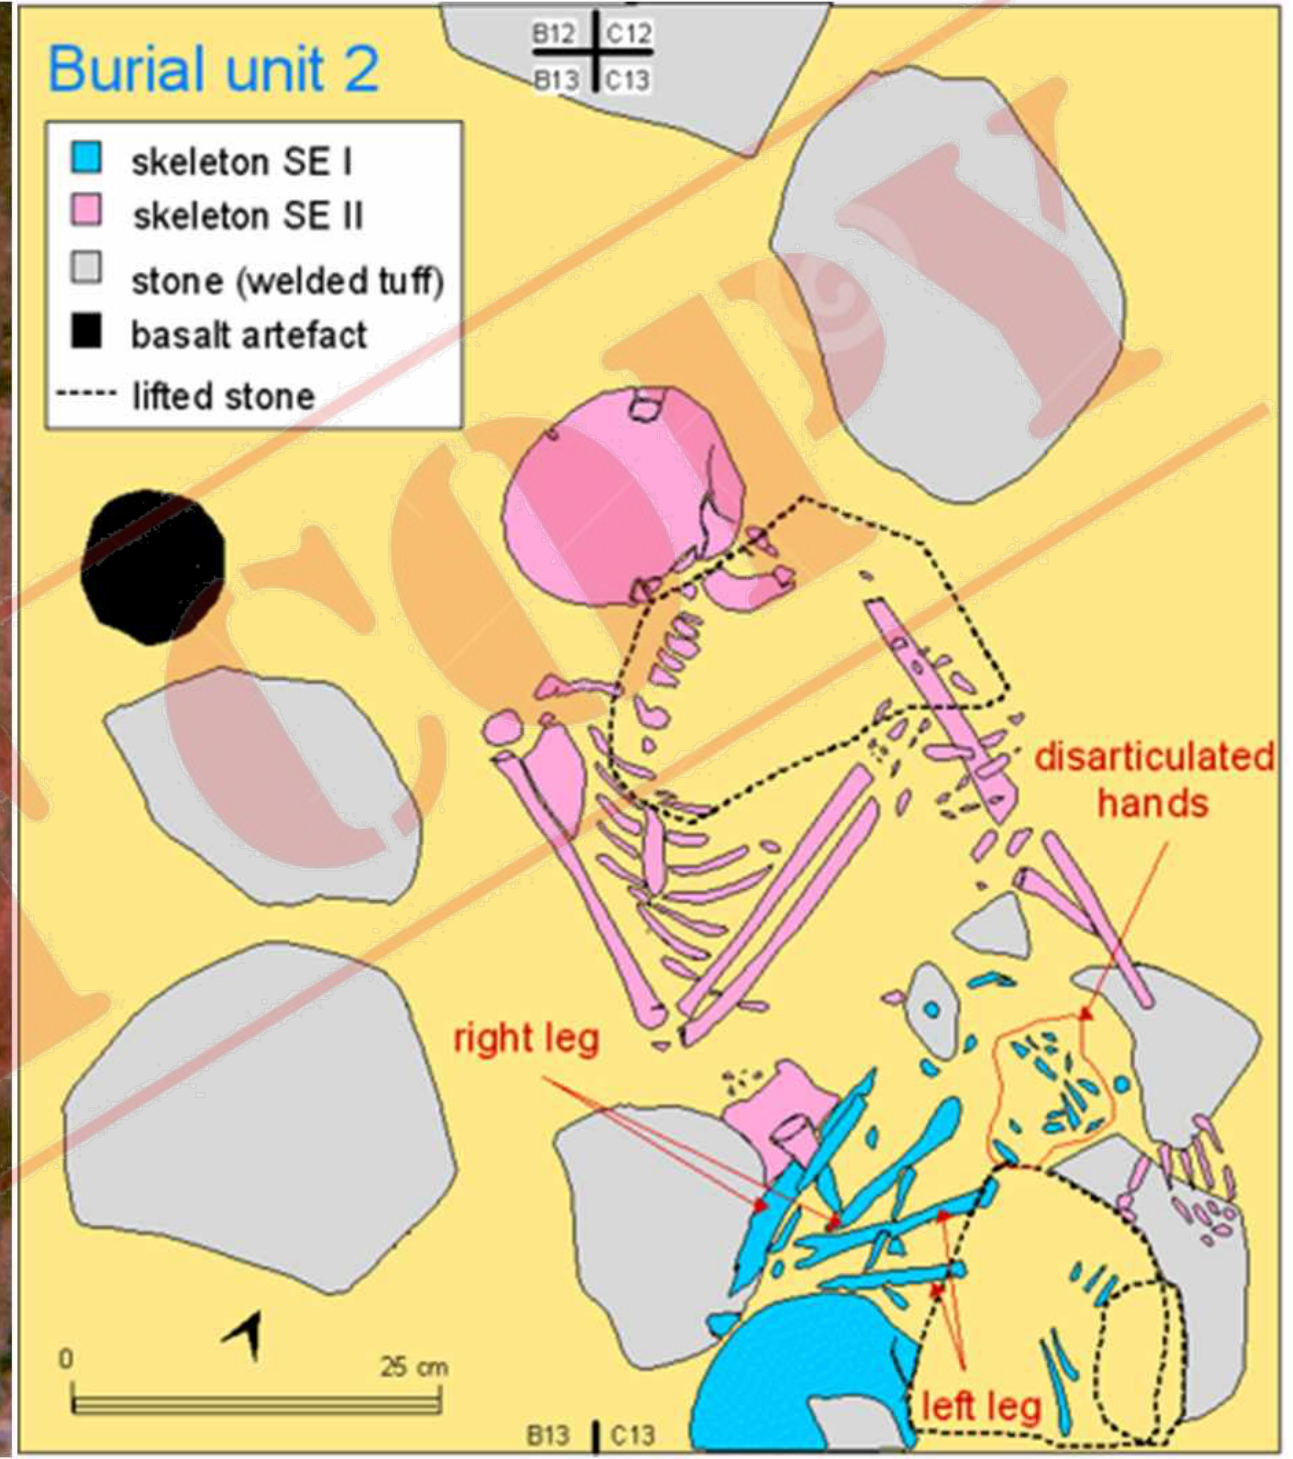 B12 C12
B13 C13
Burial unit 2
skeleton SE I
skeleton SE II
stone (welded tuff)
basalt artefact
lifted stone
disarticulated
hands
right leg
0 25 cm
left leg
B13 C13
COPY